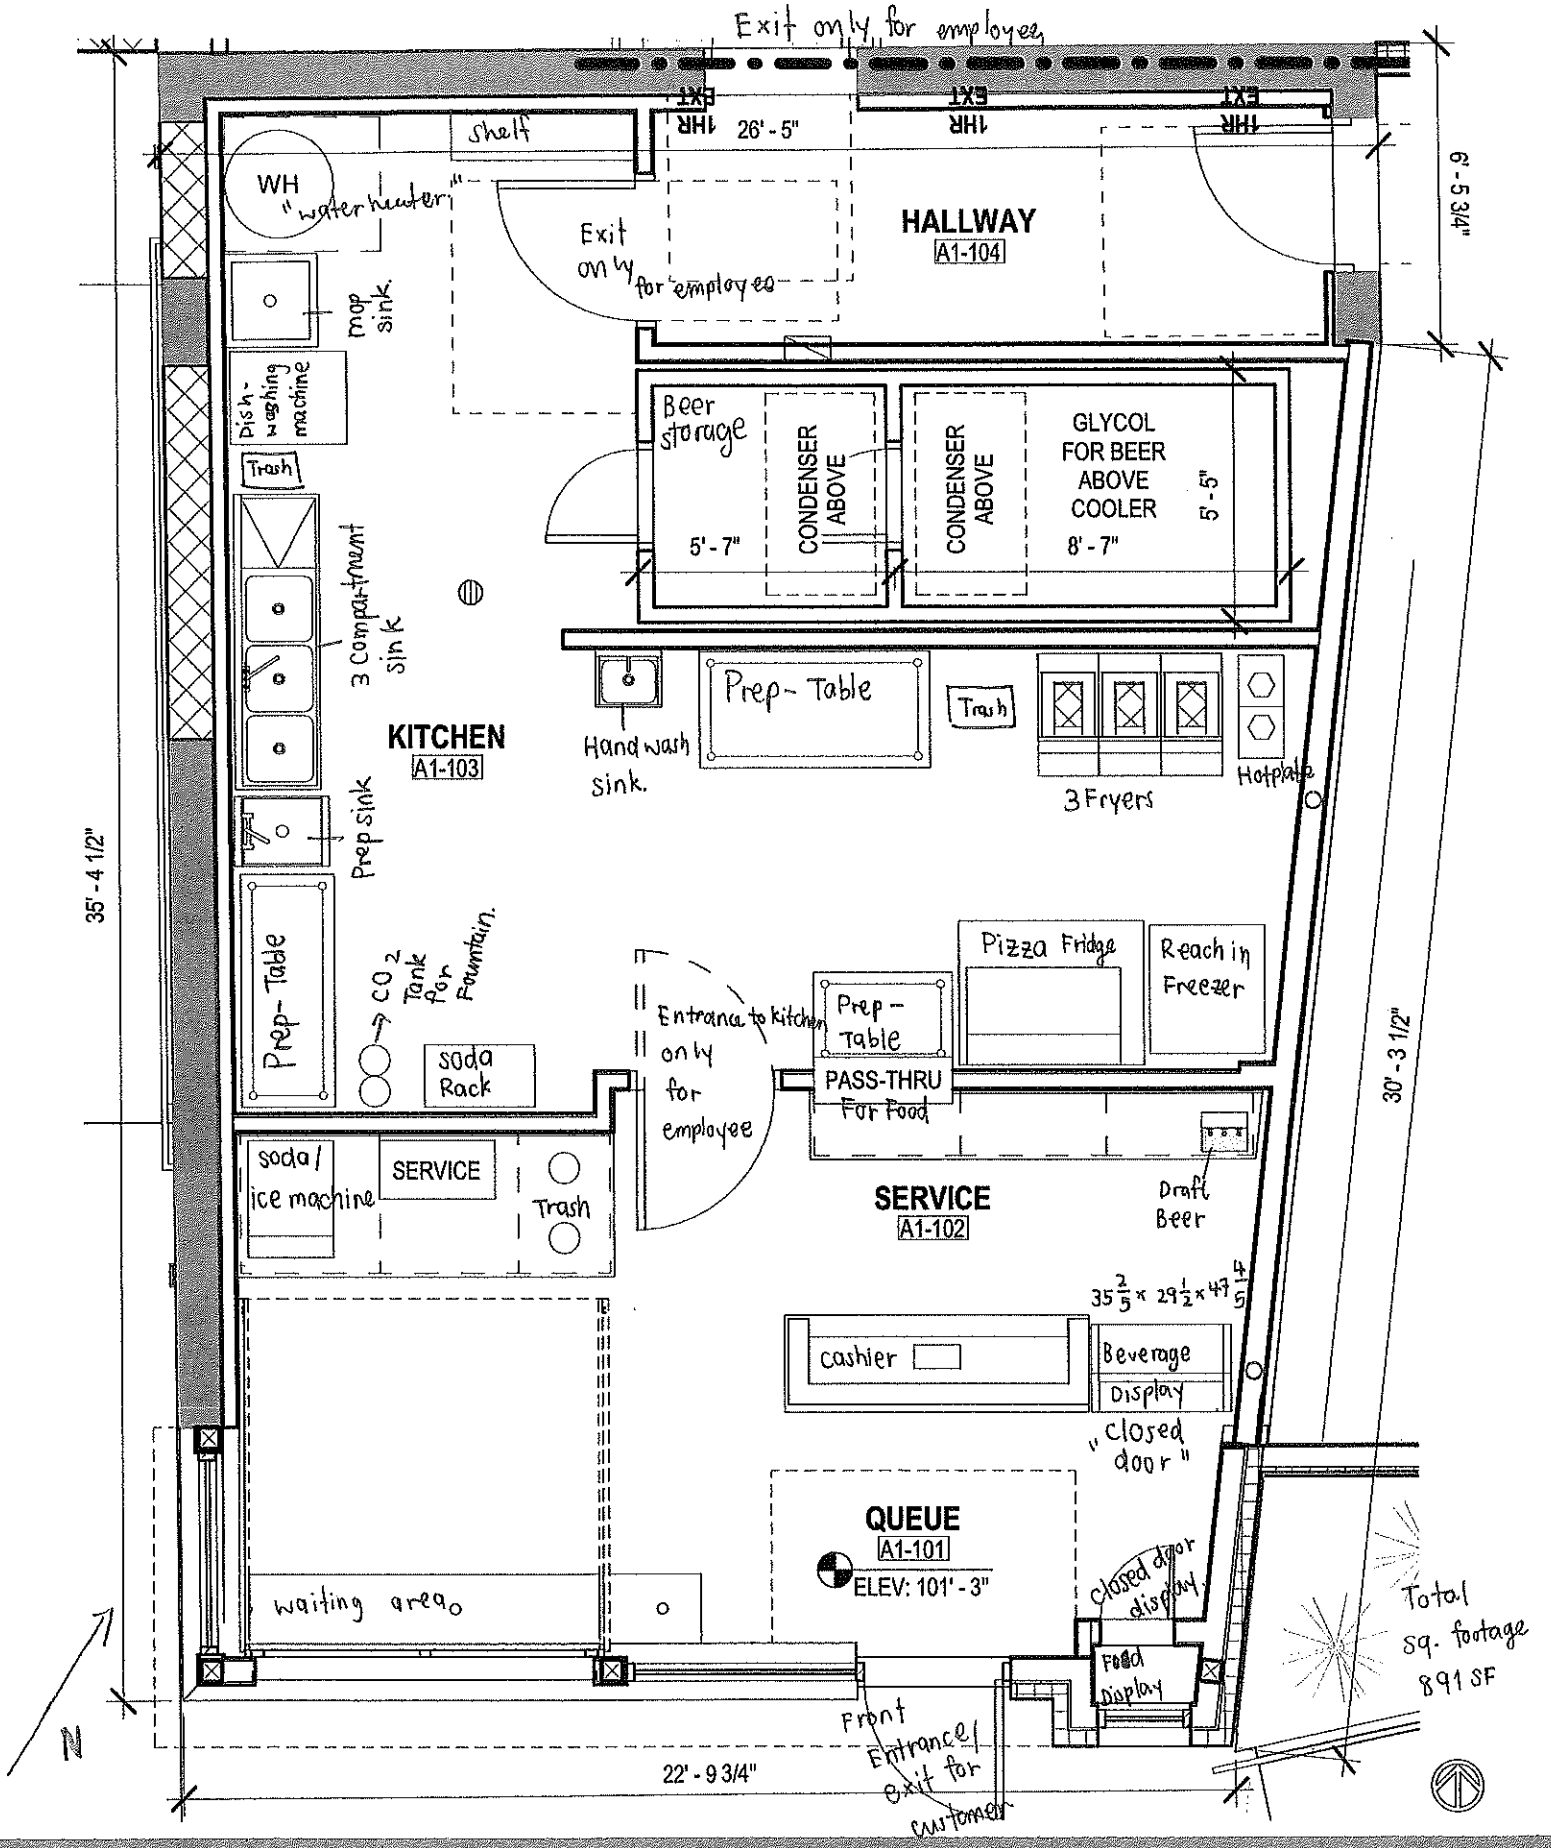 Exit only for employee
EXT
1HR
EXT
1HR
EXT
1HR
26' - 5"
shelf
WH
"water heater"
HALLWAY
A1-104
6' - 5 3/4"
Exit
only
for employee
mop
sink.
Dish-
washing
machine
Trash
Beer
storage
CONDENSER
ABOVE
CONDENSER
ABOVE
GLYCOL
FOR BEER
ABOVE
COOLER
5' - 5"
5' - 7"
8' - 7"
3 Compartment
sink
Prep-Table
Trash
KITCHEN
A1-103
Hand wash
sink.
3 Fryers
Hotplate
Prep sink
35' - 4 1/2"
Prep-Table
CO2
Tank
for
Fountain.
soda
Rack
Entrance to kitchen
only
for
employee
Prep-
Table
Pizza Fridge
Reach in
Freezer
PASS-THRU
For Food
30' - 3 1/2"
soda/
ice machine
SERVICE
Trash
SERVICE
A1-102
Draft
Beer
35 2/5 x 29 1/2 x 47 4/5
cashier
Beverage
Display
"closed
door"
QUEUE
A1-101
ELEV: 101' - 3"
closed door
display.
waiting area
Food
Display
Total
sq. footage
891 SF
N
Front
Entrance/
exit for
customer
22' - 9 3/4"